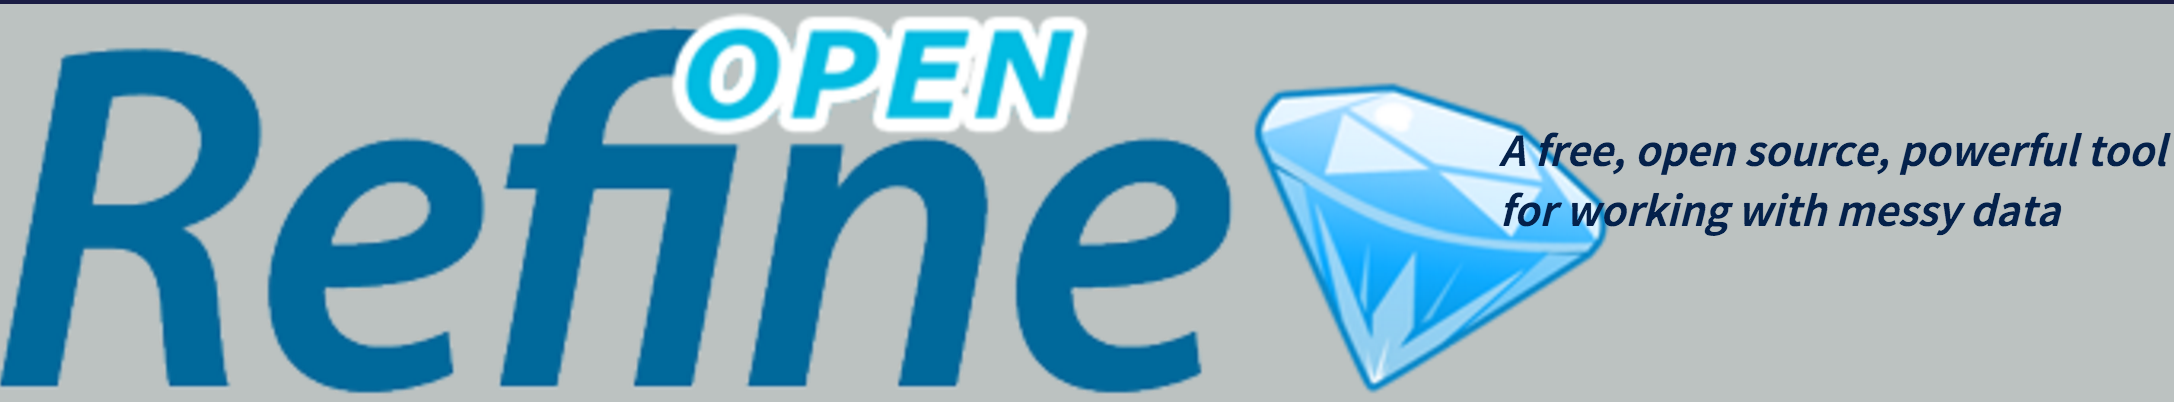 OPEN
Refine
A free, open source, powerful tool
for working with messy data